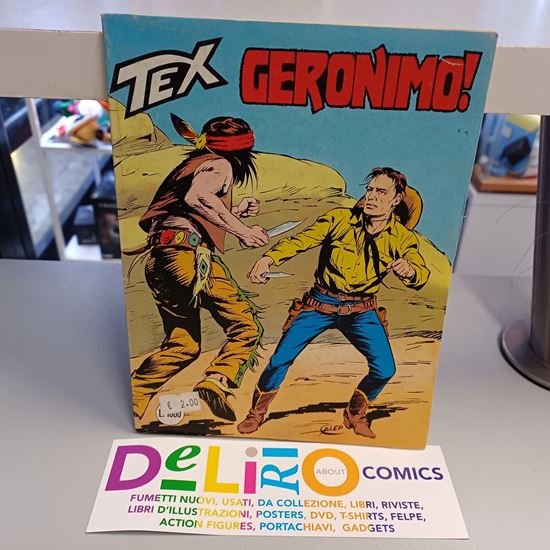 TEX
GERONIMO!
€ 2.00
L. 1000
GALEP
DeLiRiO
ABOUT
COMICS
FUMETTI NUOVI, USATI, DA COLLEZIONE, LIBRI, RIVISTE,
LIBRI D'ILLUSTRAZIONI, POSTERS, DVD, T-SHIRTS, FELPE,
ACTION FIGURES, PORTACHIAVI, GADGETS